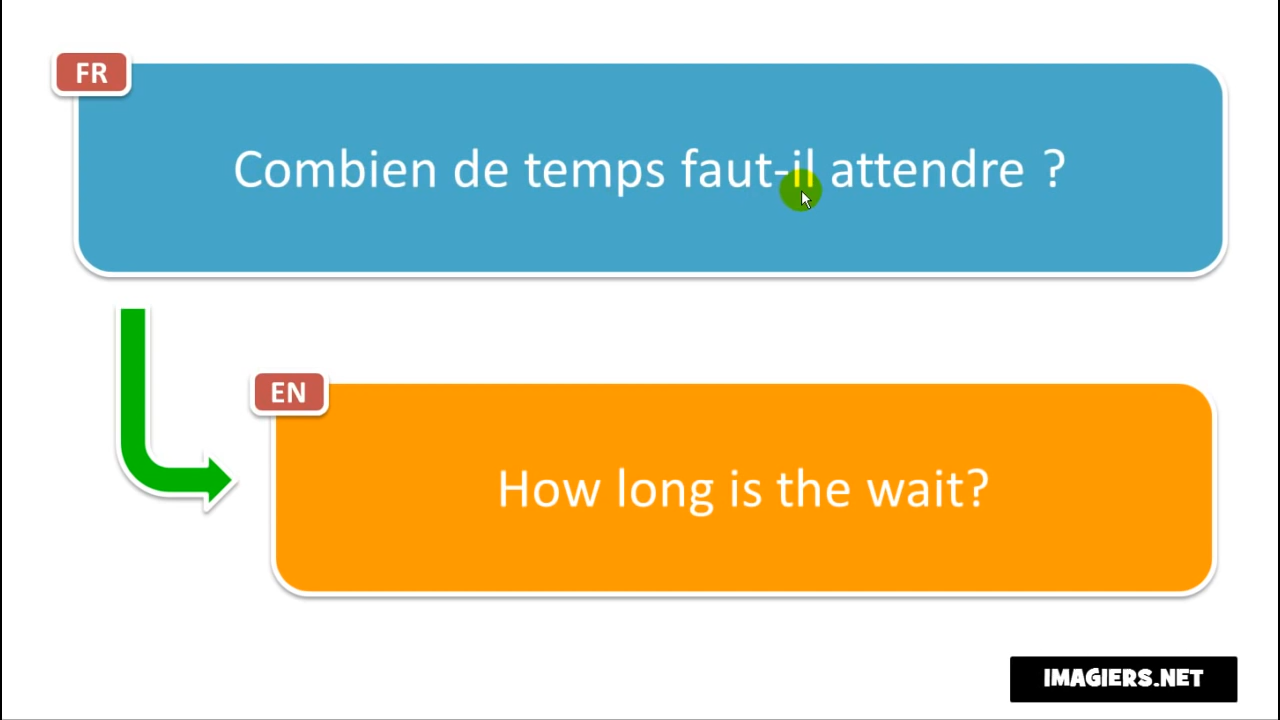 FR
Combien de temps faut-il attendre ?
EN
How long is the wait?
IMAGIERS.NET